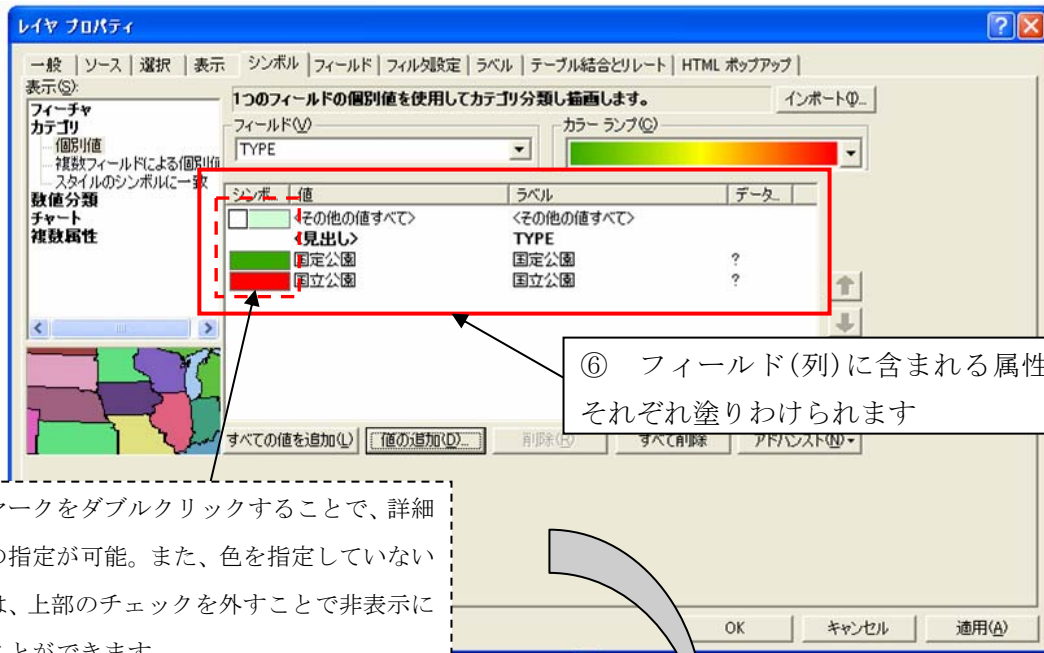 レイヤ プロパティ
一般 ソース 選択 表示 シンボル フィールド フィルタ設定 ラベル テーブル結合とリレート HTML ポップアップ
表示(S):
フィーチャ
カテゴリ
個別値
複数フィールドによる個別値
スタイルのシンボルに一致
数値分類
チャート
複数属性
1つのフィールドの個別値を使用してカテゴリ分類し描画します。
インポート(I)...
フィールド(V)
TYPE
カラー ランプ(C)
シンボ... 値 ラベル データ...
<その他の値すべて> <その他の値すべて>
<見出し> TYPE
国定公園 国定公園 ?
国立公園 国立公園 ?
⑥ フィールド(列)に含まれる属性
それぞれ塗りわけられます
すべての値を追加(L) 値の追加(D)... 削除(R) すべて削除 アドバンスト(N)
マークをダブルクリックすることで、詳細
の指定が可能。また、色を指定していない
は、上部のチェックを外すことで非表示に
ことができます
OK キャンセル 適用(A)